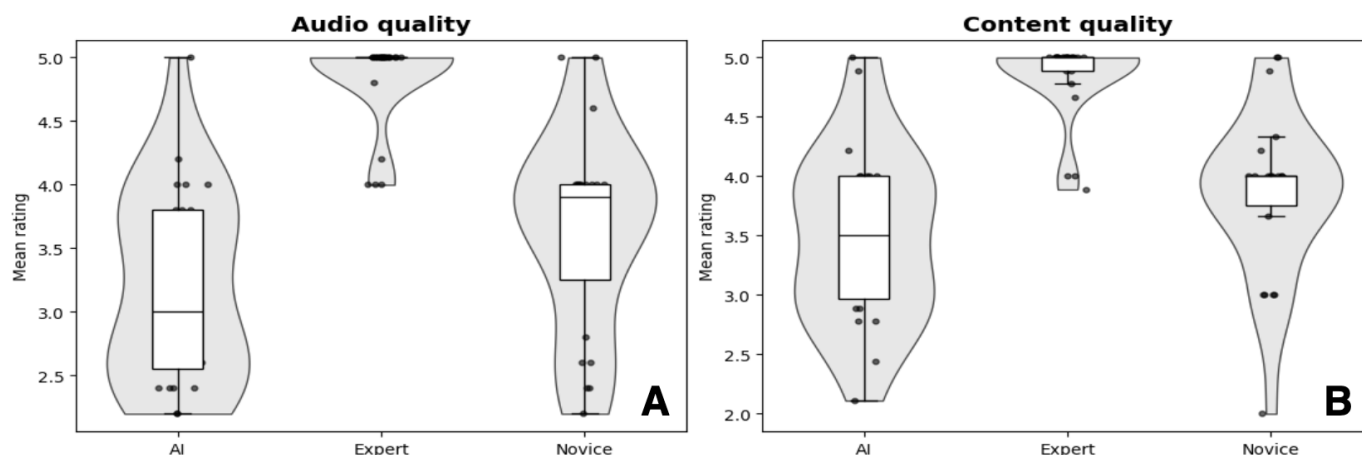 Audio quality
Mean rating
5.0
4.5
4.0
3.5
3.0
2.5
AI
Expert
Novice
A
Content quality
Mean rating
5.0
4.5
4.0
3.5
3.0
2.5
2.0
AI
Expert
Novice
B